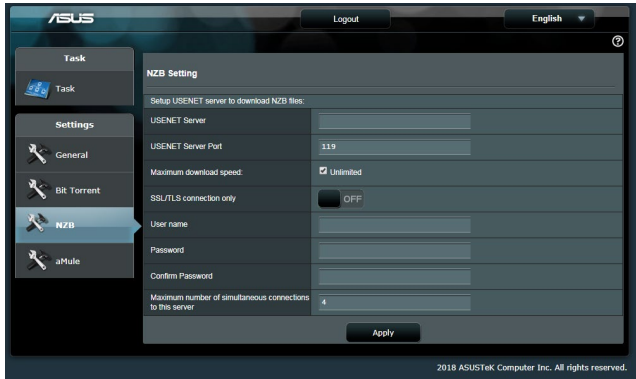 ASUS
Logout
English
Task
Task
Settings
General
Bit Torrent
NZB
aMule
NZB Setting
Setup USENET server to download NZB files:
USENET Server
USENET Server Port 119
Maximum download speed: Unlimited
SSL/TLS connection only OFF
User name
Password
Confirm Password
Maximum number of simultaneous connections
to this server 4
Apply
2018 ASUSTeK Computer Inc. All rights reserved.